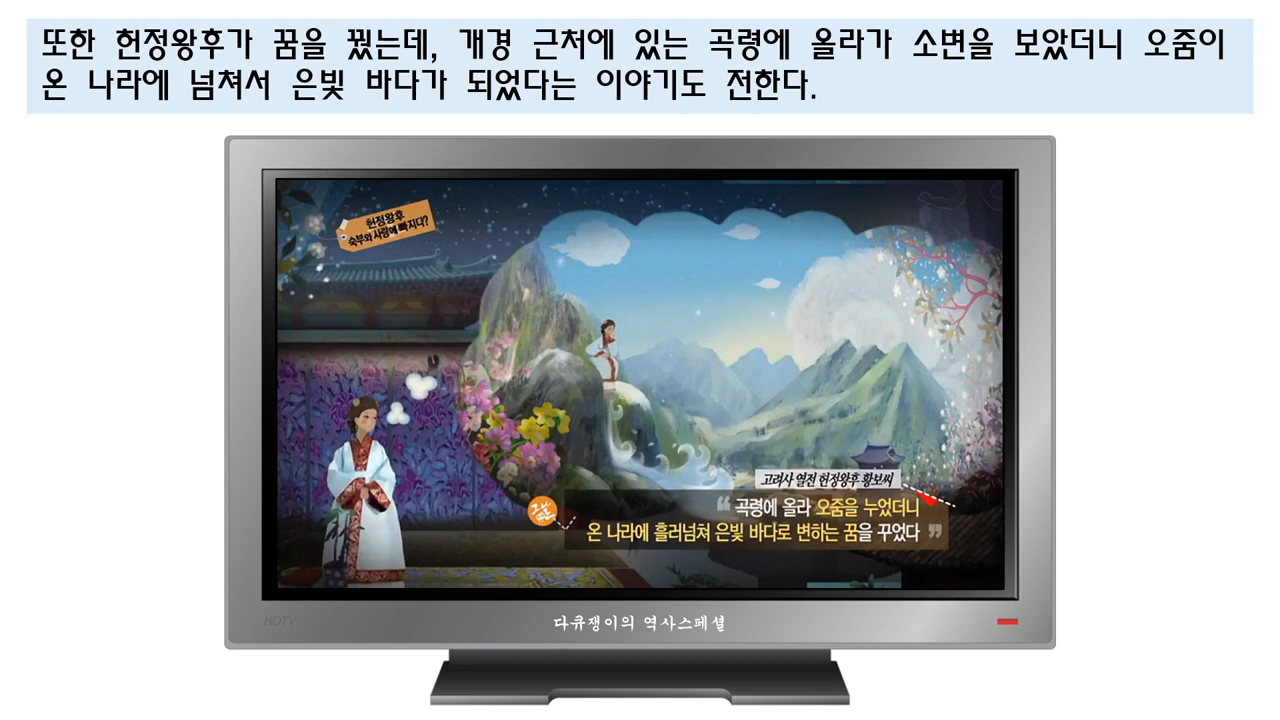 또한 헌정왕후가 꿈을 꿨는데, 개경 근처에 있는 곡령에 올라가 소변을 보았더니 오줌이
온 나라에 넘쳐서 은빛 바다가 되었다는 이야기도 전한다.
헌정왕후
숙부와 사랑에 빠지다?
고려사 열전 헌정왕후 황보씨
그날
“ 곡령에 올라 오줌을 누었더니
온 나라에 흘러넘쳐 은빛 바다로 변하는 꿈을 꾸었다 ”
HDTV
다큐쟁이의 역사스페셜